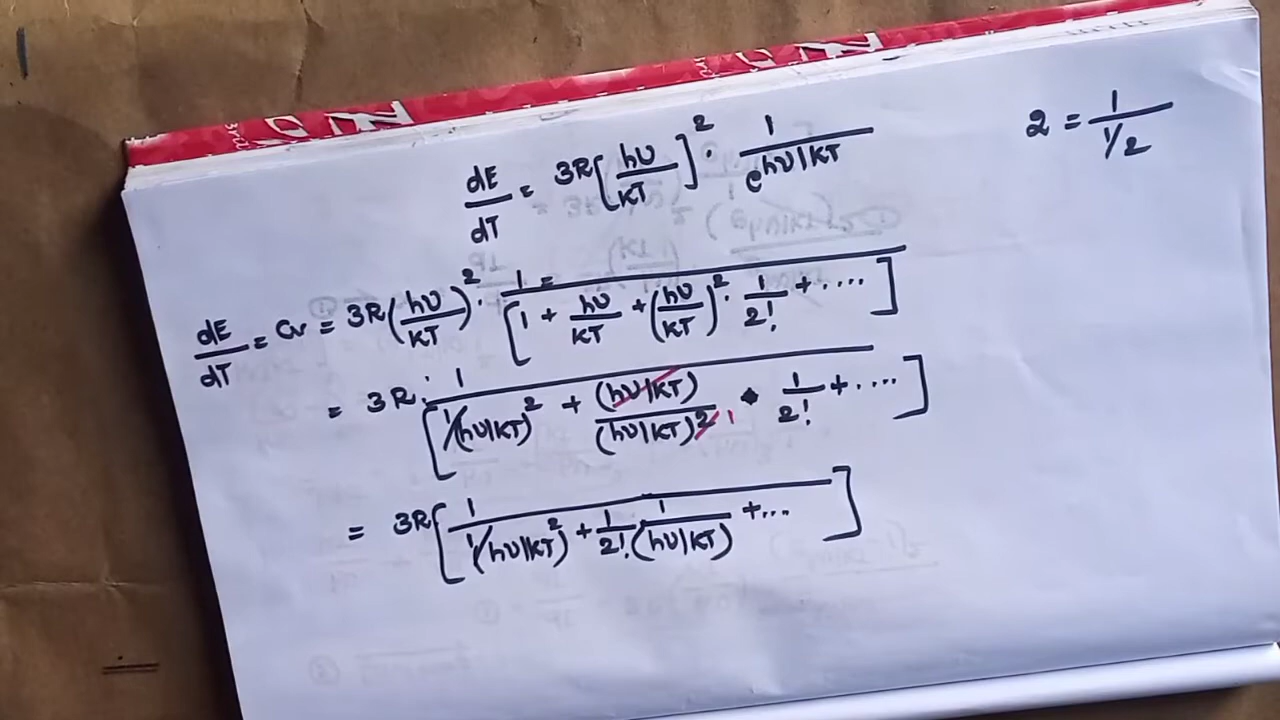 dE/dT = 3R[hυ/KT]². 1/e^hυ/KT
2 = 1/(1/2)
dE/dT = Cv = 3R(hυ/KT)². 1 = /[1 + hυ/KT + (hυ/KT)². 1/2! + ....]
= 3R. 1/[1/(hυ/KT)² + (hυ/KT)/(hυ/KT)² 1 • 1/2! + ....]
= 3R[1/(1/(hυ/KT)² + 1/2! 1/(hυ/KT) + ...)]